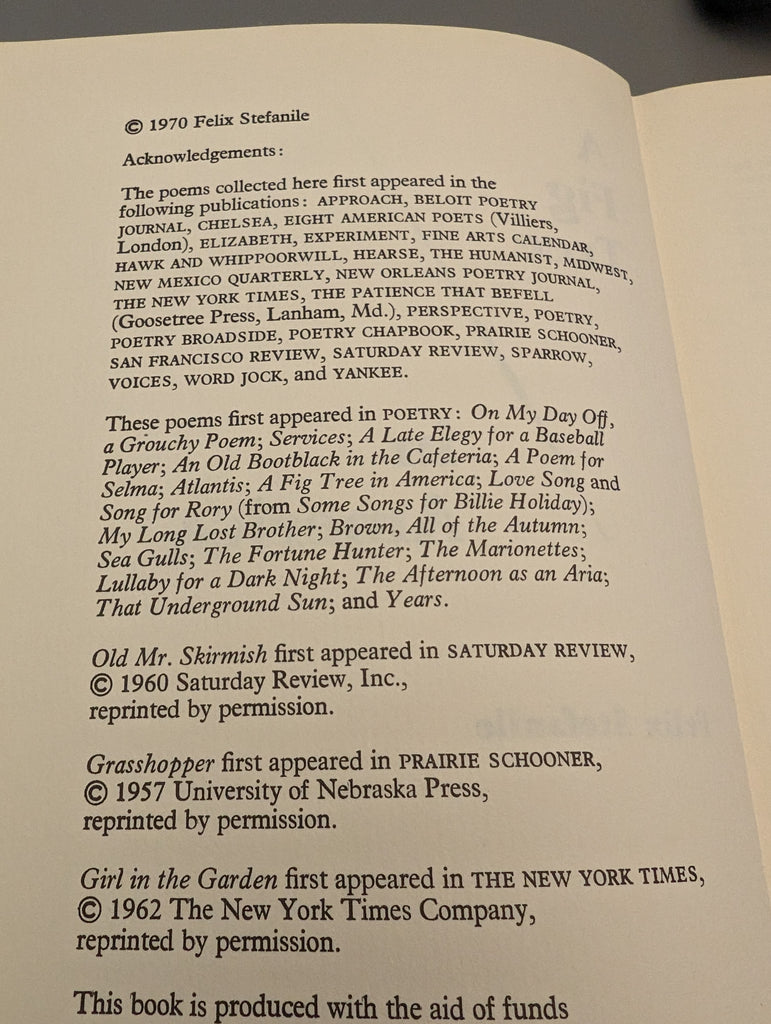 © 1970 Felix Stefanile
Acknowledgements:
The poems collected here first appeared in the
following publications: APPROACH, BELOIT POETRY
JOURNAL, CHELSEA, EIGHT AMERICAN POETS (Villiers,
London), ELIZABETH, EXPERIMENT, FINE ARTS CALENDAR,
HAWK AND WHIPPOORWILL, HEARSE, THE HUMANIST, MIDWEST,
NEW MEXICO QUARTERLY, NEW ORLEANS POETRY JOURNAL,
THE NEW YORK TIMES, THE PATIENCE THAT BEFELL
(Goosetree Press, Lanham, Md.), PERSPECTIVE, POETRY,
POETRY BROADSIDE, POETRY CHAPBOOK, PRAIRIE SCHOONER,
SAN FRANCISCO REVIEW, SATURDAY REVIEW, SPARROW,
VOICES, WORD JOCK, and YANKEE.
These poems first appeared in POETRY: On My Day Off,
a Grouchy Poem; Services; A Late Elegy for a Baseball
Player; An Old Bootblack in the Cafeteria; A Poem for
Selma; Atlantis; A Fig Tree in America; Love Song and
Song for Rory (from Some Songs for Billie Holiday);
My Long Lost Brother; Brown, All of the Autumn;
Sea Gulls; The Fortune Hunter; The Marionettes;
Lullaby for a Dark Night; The Afternoon as an Aria;
That Underground Sun; and Years.
Old Mr. Skirmish first appeared in SATURDAY REVIEW,
© 1960 Saturday Review, Inc.,
reprinted by permission.
Grasshopper first appeared in PRAIRIE SCHOONER,
© 1957 University of Nebraska Press,
reprinted by permission.
Girl in the Garden first appeared in THE NEW YORK TIMES,
© 1962 The New York Times Company,
reprinted by permission.
This book is produced with the aid of funds